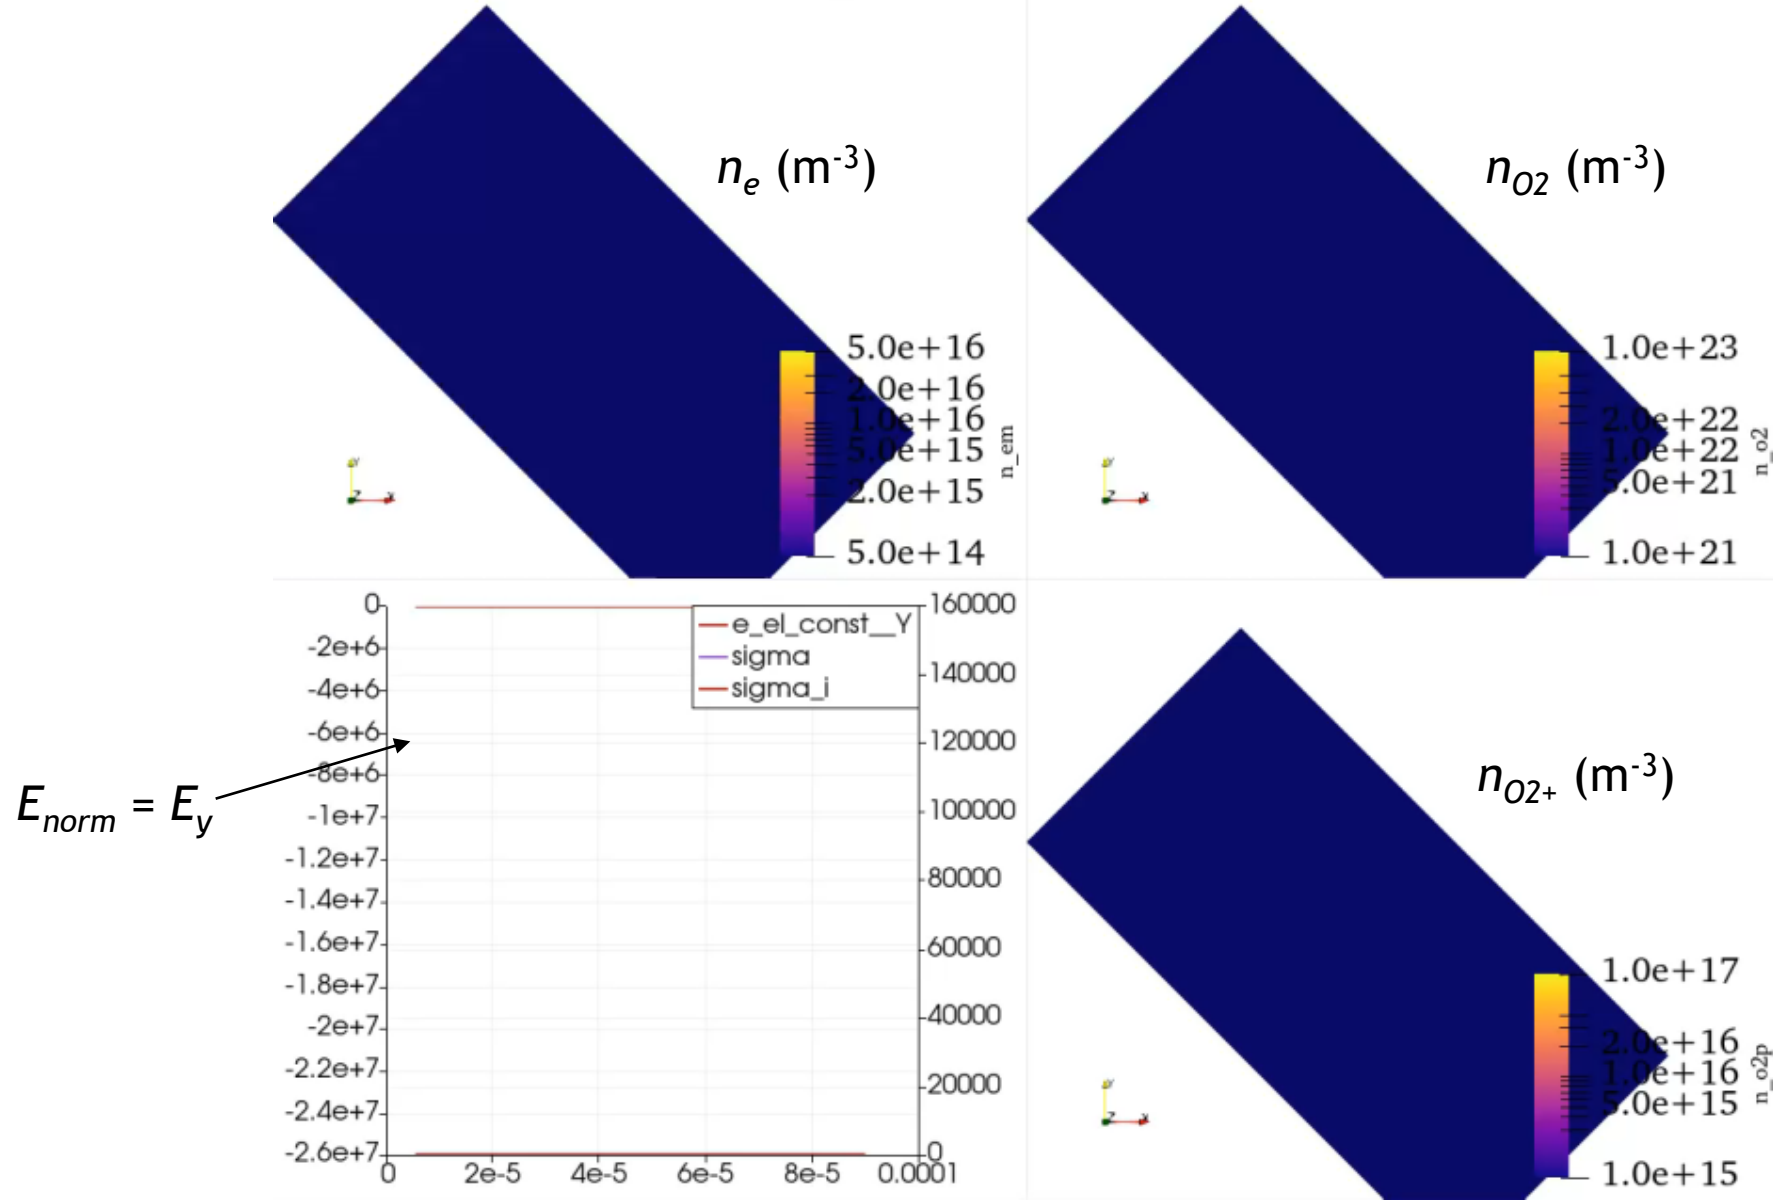 n_e (m^-3)
5.0e+16
2.0e+16
1.0e+16
5.0e+15
2.0e+15
5.0e+14
n_em
Y
Z X
n_O2 (m^-3)
1.0e+23
2.0e+22
1.0e+22
5.0e+21
1.0e+21
n_o2
Y
Z X
E_norm = E_y
0
-2e+6
-4e+6
-6e+6
-8e+6
-1e+7
-1.2e+7
-1.4e+7
-1.6e+7
-1.8e+7
-2e+7
-2.2e+7
-2.4e+7
-2.6e+7
e_el_const__Y
sigma
sigma_i
160000
140000
120000
100000
80000
60000
40000
20000
0
0 2e-5 4e-5 6e-5 8e-5 0.0001
n_O2+ (m^-3)
1.0e+17
2.0e+16
1.0e+16
5.0e+15
1.0e+15
n_o2p
Y
Z X